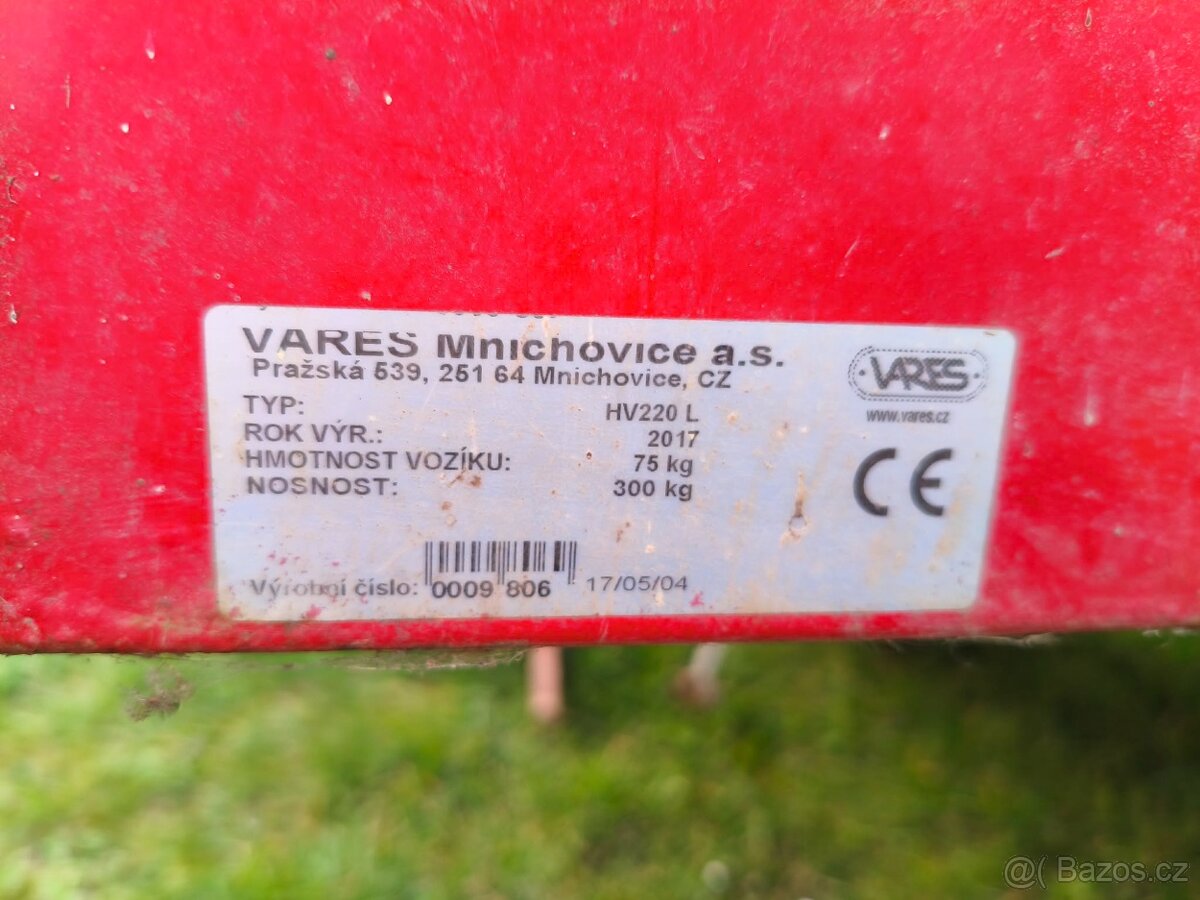 VARES Mnichovice a.s.
Pražská 539, 251 64 Mnichovice, CZ
VARES
www.vares.cz
TYP: HV220 L
ROK VÝR.: 2017
HMOTNOST VOZÍKU: 75 kg
NOSNOST: 300 kg
CE
Výrobní číslo: 0009 806 17/05/04
@( Bazos.cz